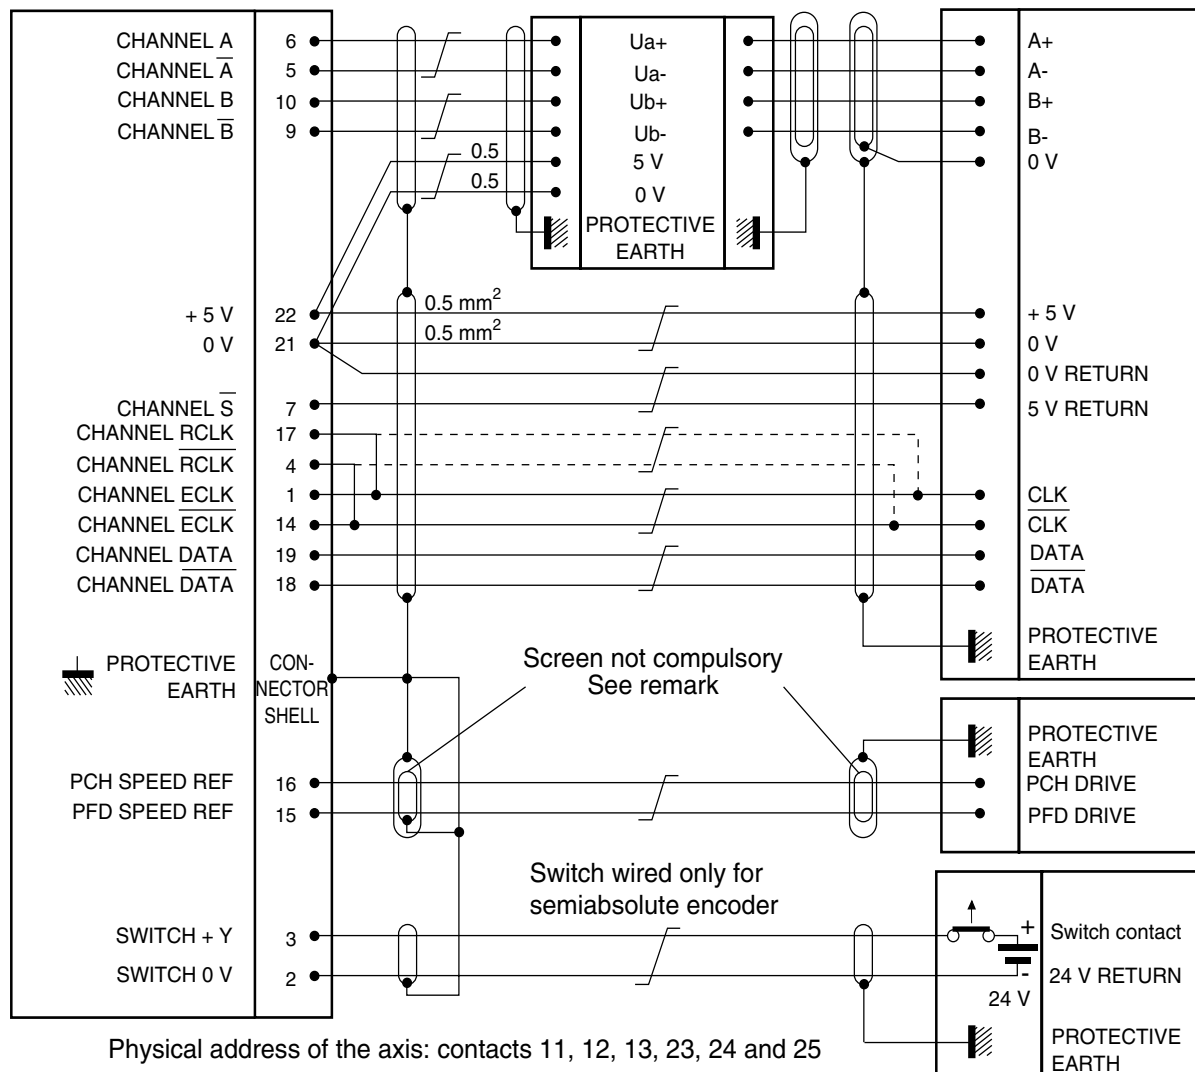 CHANNEL A 6 Ua+ A+
CHANNEL A̅ 5 Ua- A-
CHANNEL B 10 Ub+ B+
CHANNEL B̅ 9 Ub- B-
0.5 5 V 0 V
0.5 0 V
PROTECTIVE
EARTH
+ 5 V 22 0.5 mm² + 5 V
0 V 21 0.5 mm² 0 V
0 V RETURN
CHANNEL S̅ 7 5 V RETURN
CHANNEL RCLK 17
CHANNEL R̅C̅L̅K̅ 4
CHANNEL ECLK 1 CLK
CHANNEL E̅C̅L̅K̅ 14 C̅L̅K̅
CHANNEL DATA 19 DATA
CHANNEL D̅A̅T̅A̅ 18 D̅A̅T̅A̅
PROTECTIVE
EARTH
CON-
NECTOR
SHELL
Screen not compulsory
See remark
PROTECTIVE
EARTH
PROTECTIVE
EARTH
PCH SPEED REF 16 PCH DRIVE
PFD SPEED REF 15 PFD DRIVE
Switch wired only for
semiabsolute encoder
SWITCH + Y 3 + Switch contact
SWITCH 0 V 2 - 24 V RETURN
24 V
PROTECTIVE
EARTH
Physical address of the axis: contacts 11, 12, 13, 23, 24 and 25